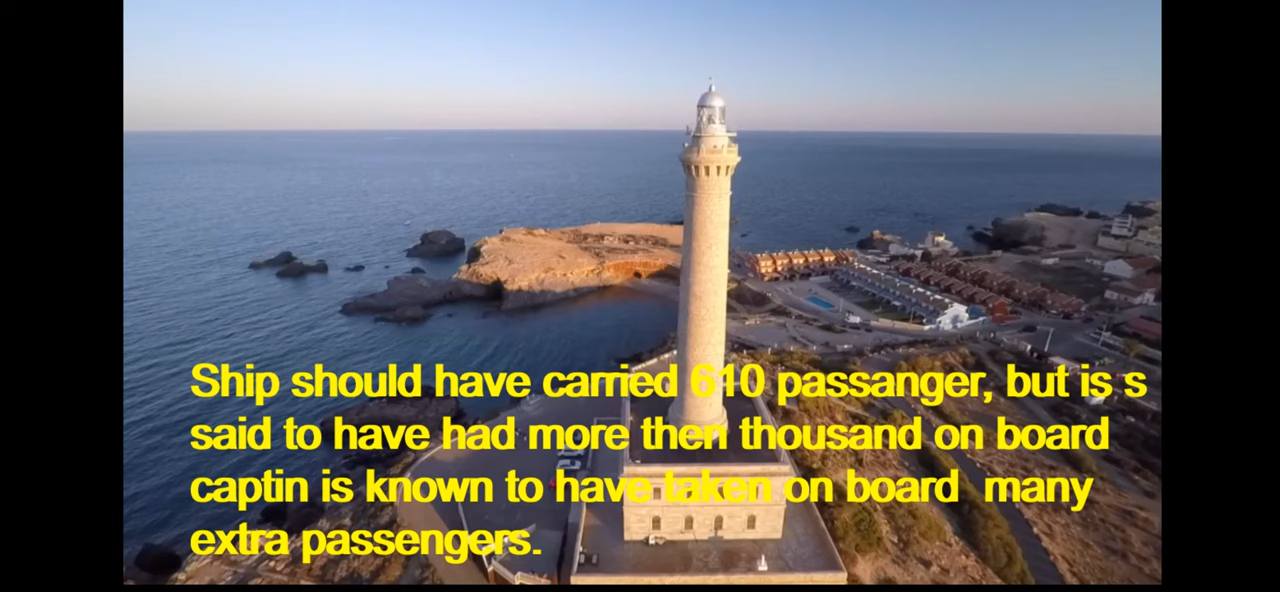 Ship should have carried 610 passanger, but is s
said to have had more then thousand on board
captin is known to have taken on board  many
extra passengers.